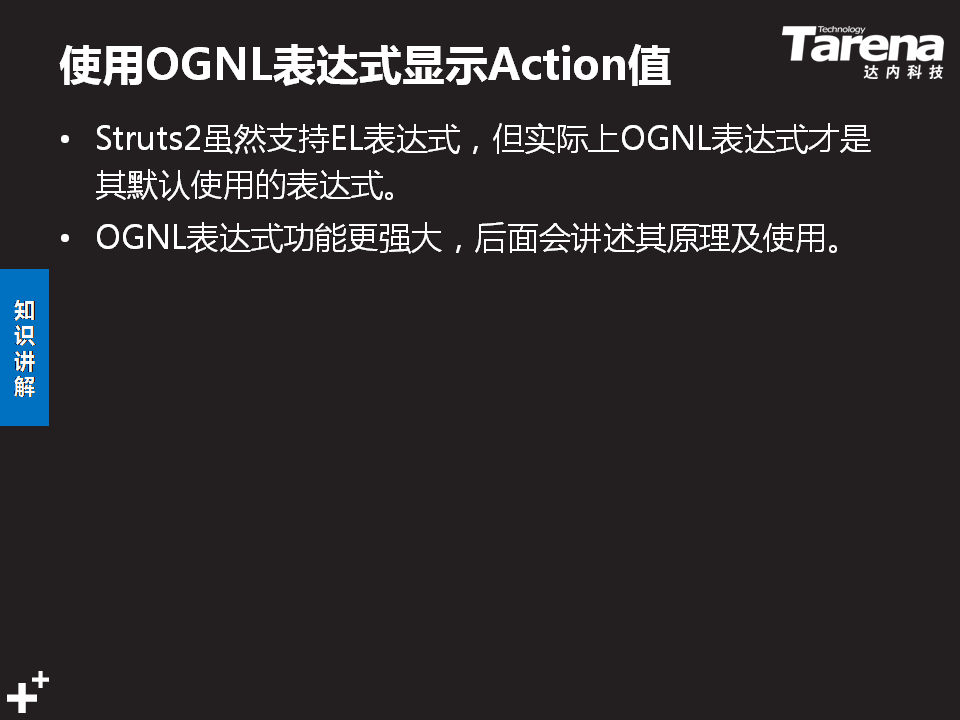 使用OGNL表达式显示Action值
Technology
Tarena
达内科技
• Struts2虽然支持EL表达式，但实际上OGNL表达式才是
其默认使用的表达式。
• OGNL表达式功能更强大，后面会讲述其原理及使用。
知
识
讲
解